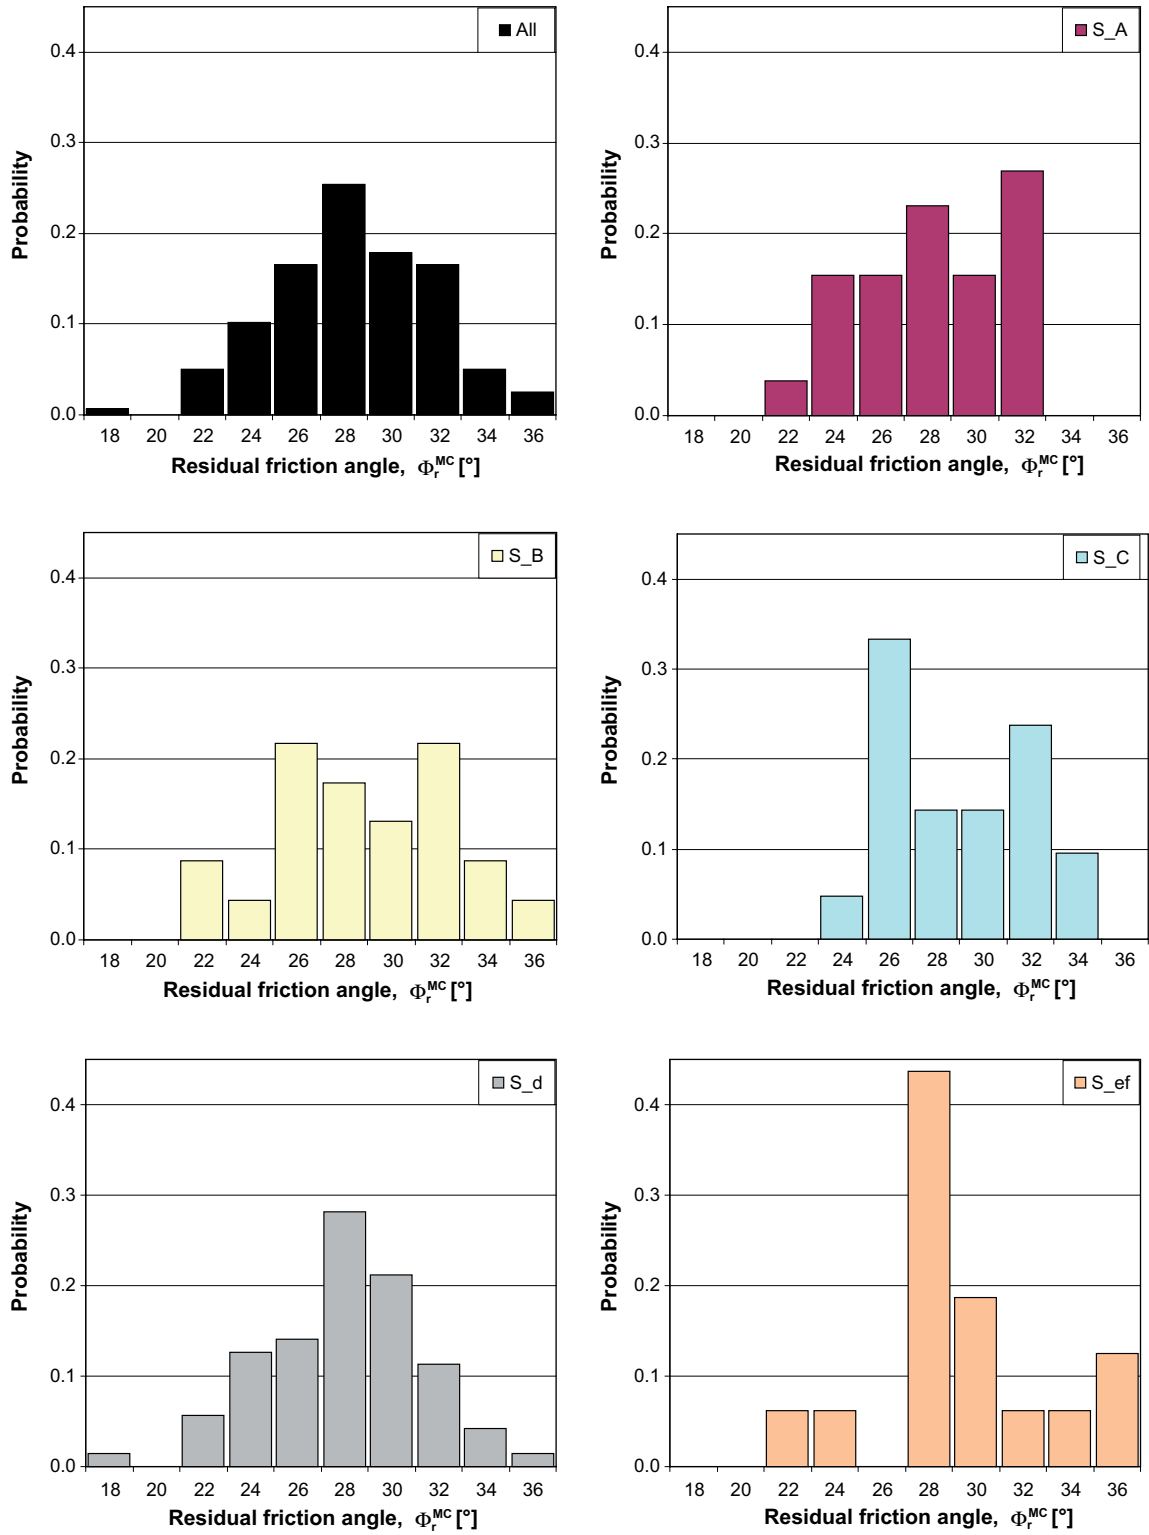 All
Probability
0.4
0.3
0.2
0.1
0.0
18 20 22 24 26 28 30 32 34 36
Residual friction angle, Φr^MC [°]
S_A
Probability
0.4
0.3
0.2
0.1
0.0
18 20 22 24 26 28 30 32 34 36
Residual friction angle, Φr^MC [°]
S_B
Probability
0.4
0.3
0.2
0.1
0.0
18 20 22 24 26 28 30 32 34 36
Residual friction angle, Φr^MC [°]
S_C
Probability
0.4
0.3
0.2
0.1
0.0
18 20 22 24 26 28 30 32 34 36
Residual friction angle, Φr^MC [°]
S_d
Probability
0.4
0.3
0.2
0.1
0.0
18 20 22 24 26 28 30 32 34 36
Residual friction angle, Φr^MC [°]
S_ef
Probability
0.4
0.3
0.2
0.1
0.0
18 20 22 24 26 28 30 32 34 36
Residual friction angle, Φr^MC [°]